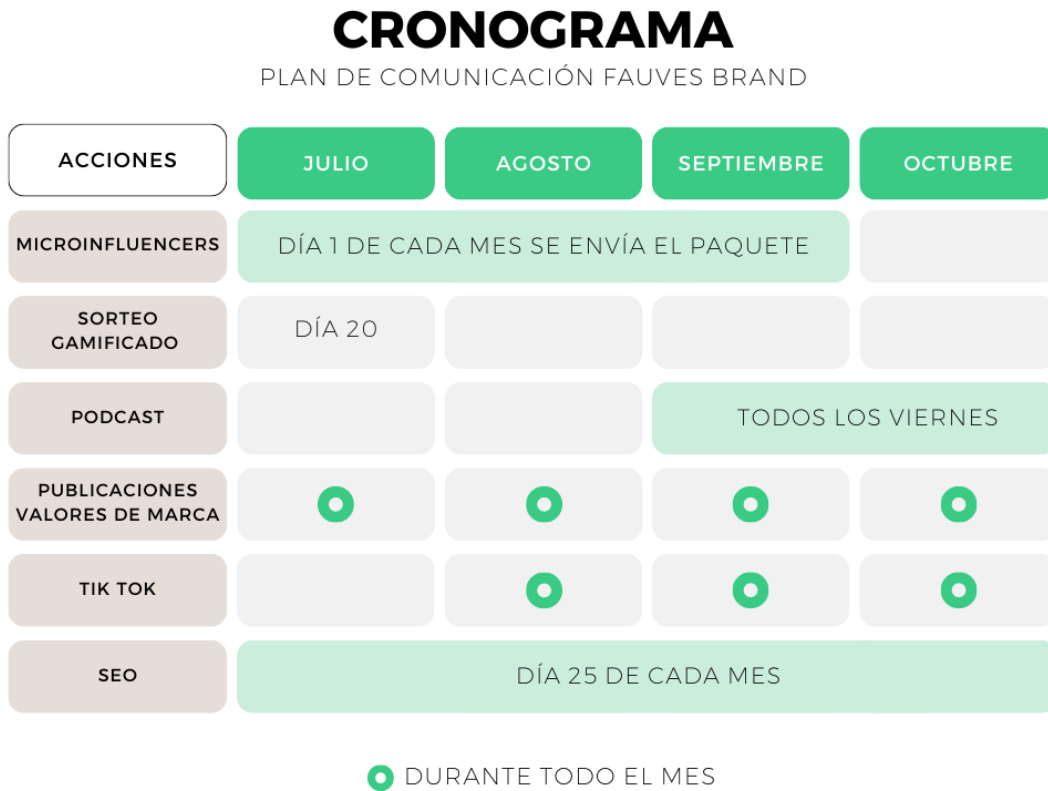 CRONOGRAMA
PLAN DE COMUNICACIÓN FAUVES BRAND
ACCIONES
JULIO
AGOSTO
SEPTIEMBRE
OCTUBRE
MICROINFLUENCERS
DÍA 1 DE CADA MES SE ENVÍA EL PAQUETE
SORTEO
GAMIFICADO
DÍA 20
PODCAST
TODOS LOS VIERNES
PUBLICACIONES
VALORES DE MARCA
TIK TOK
SEO
DÍA 25 DE CADA MES
DURANTE TODO EL MES